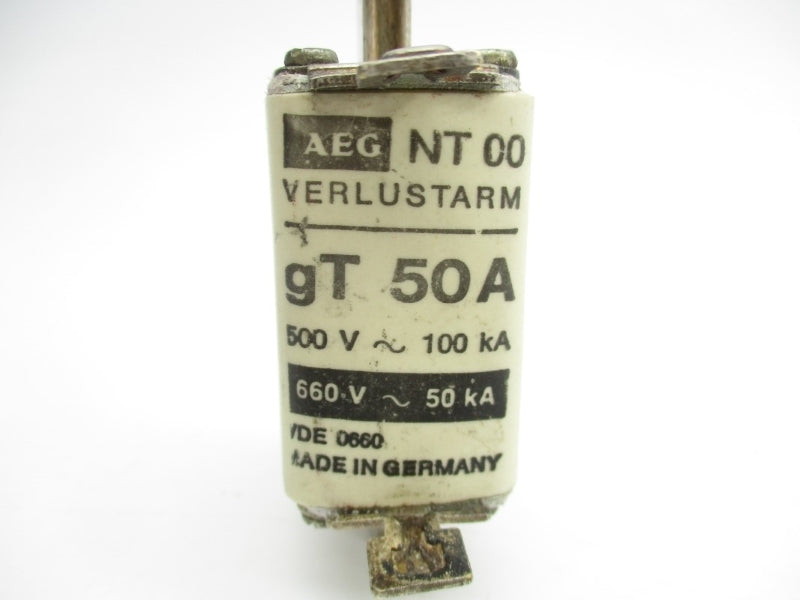 AEG NT 00
VERLUSTARM
gT 50A
500 V ~ 100 kA
660 V ~ 50 kA
VDE 0660
MADE IN GERMANY